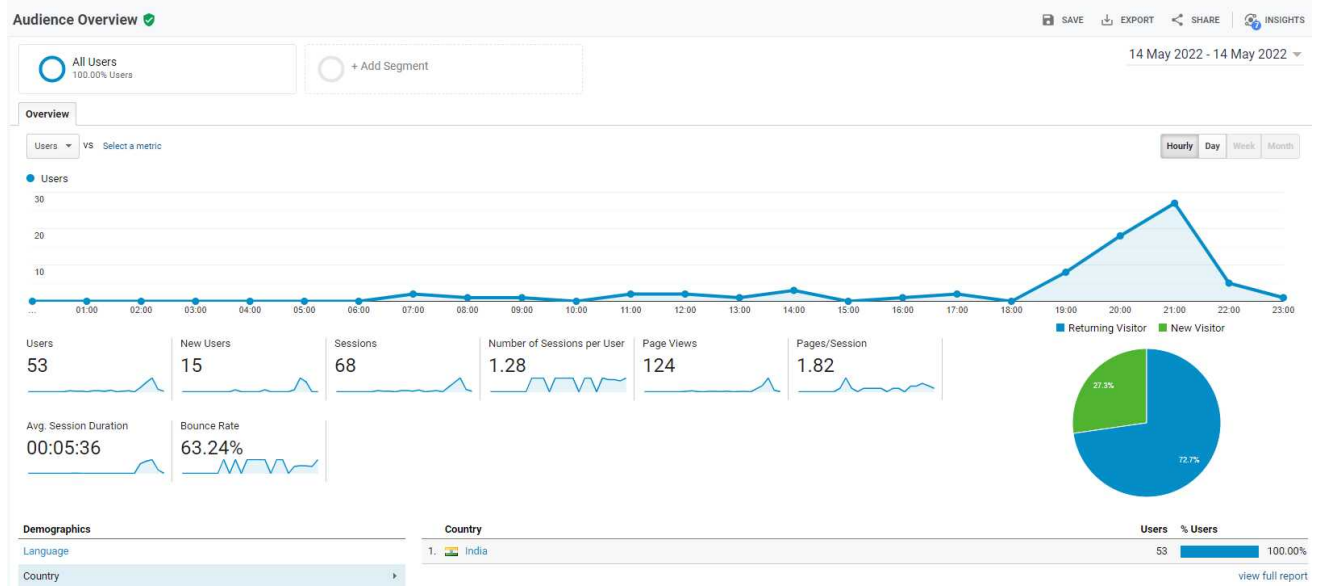 Audience Overview
SAVE EXPORT SHARE INSIGHTS
7
All Users
100.00% Users
+ Add Segment
14 May 2022 - 14 May 2022
Overview
Users VS Select a metric
Hourly Day Week Month
Users
30
20
10
... 01:00 02:00 03:00 04:00 05:00 06:00 07:00 08:00 09:00 10:00 11:00 12:00 13:00 14:00 15:00 16:00 17:00 18:00 19:00 20:00 21:00 22:00 23:00
Returning Visitor New Visitor
Users
53
New Users
15
Sessions
68
Number of Sessions per User
1.28
Page Views
124
Pages/Session
1.82
Avg. Session Duration
00:05:36
Bounce Rate
63.24%
27.3%
72.7%
Demographics
Language
Country
Country Users % Users
1. India 53 100.00%
view full report